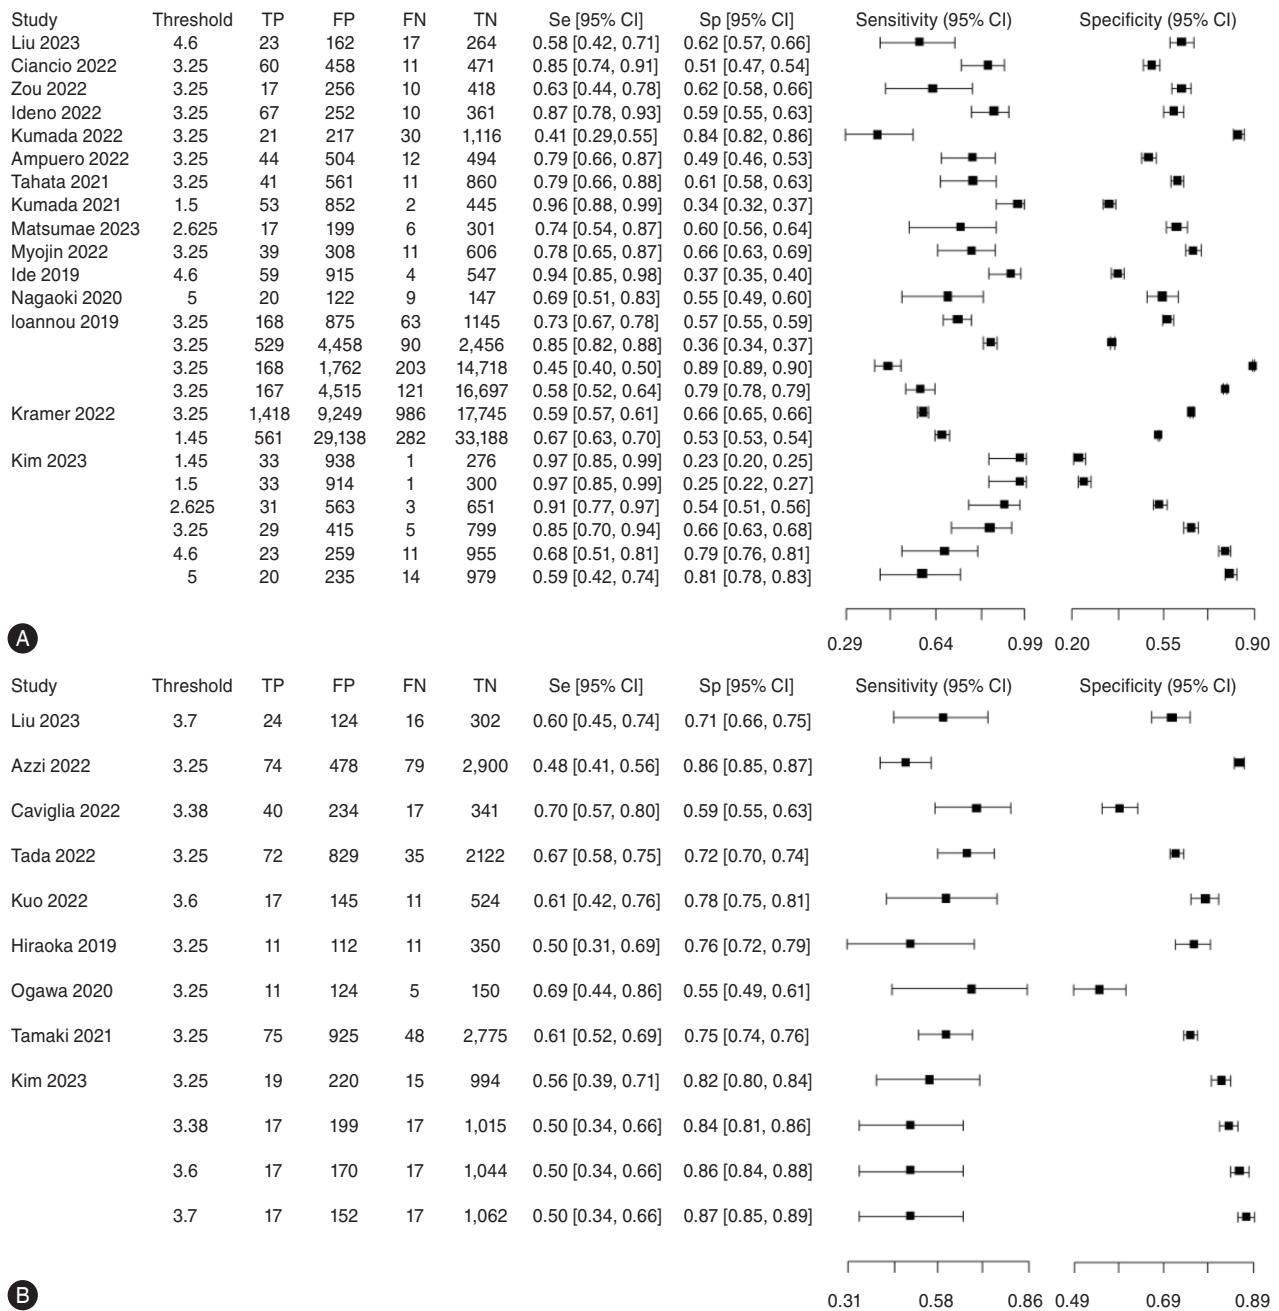 Study Threshold TP FP FN TN Se [95% CI] Sp [95% CI] Sensitivity (95% CI) Specificity (95% CI)
Liu 2023 4.6 23 162 17 264 0.58 [0.42, 0.71] 0.62 [0.57, 0.66]
Ciancio 2022 3.25 60 458 11 471 0.85 [0.74, 0.91] 0.51 [0.47, 0.54]
Zou 2022 3.25 17 256 10 418 0.63 [0.44, 0.78] 0.62 [0.58, 0.66]
Ideno 2022 3.25 67 252 10 361 0.87 [0.78, 0.93] 0.59 [0.55, 0.63]
Kumada 2022 3.25 21 217 30 1,116 0.41 [0.29,0.55] 0.84 [0.82, 0.86]
Ampuero 2022 3.25 44 504 12 494 0.79 [0.66, 0.87] 0.49 [0.46, 0.53]
Tahata 2021 3.25 41 561 11 860 0.79 [0.66, 0.88] 0.61 [0.58, 0.63]
Kumada 2021 1.5 53 852 2 445 0.96 [0.88, 0.99] 0.34 [0.32, 0.37]
Matsumae 2023 2.625 17 199 6 301 0.74 [0.54, 0.87] 0.60 [0.56, 0.64]
Myojin 2022 3.25 39 308 11 606 0.78 [0.65, 0.87] 0.66 [0.63, 0.69]
Ide 2019 4.6 59 915 4 547 0.94 [0.85, 0.98] 0.37 [0.35, 0.40]
Nagaoki 2020 5 20 122 9 147 0.69 [0.51, 0.83] 0.55 [0.49, 0.60]
Ioannou 2019 3.25 168 875 63 1145 0.73 [0.67, 0.78] 0.57 [0.55, 0.59]
3.25 529 4,458 90 2,456 0.85 [0.82, 0.88] 0.36 [0.34, 0.37]
3.25 168 1,762 203 14,718 0.45 [0.40, 0.50] 0.89 [0.89, 0.90]
3.25 167 4,515 121 16,697 0.58 [0.52, 0.64] 0.79 [0.78, 0.79]
Kramer 2022 3.25 1,418 9,249 986 17,745 0.59 [0.57, 0.61] 0.66 [0.65, 0.66]
1.45 561 29,138 282 33,188 0.67 [0.63, 0.70] 0.53 [0.53, 0.54]
Kim 2023 1.45 33 938 1 276 0.97 [0.85, 0.99] 0.23 [0.20, 0.25]
1.5 33 914 1 300 0.97 [0.85, 0.99] 0.25 [0.22, 0.27]
2.625 31 563 3 651 0.91 [0.77, 0.97] 0.54 [0.51, 0.56]
3.25 29 415 5 799 0.85 [0.70, 0.94] 0.66 [0.63, 0.68]
4.6 23 259 11 955 0.68 [0.51, 0.81] 0.79 [0.76, 0.81]
5 20 235 14 979 0.59 [0.42, 0.74] 0.81 [0.78, 0.83]
A 0.29 0.64 0.99 0.20 0.55 0.90
Study Threshold TP FP FN TN Se [95% CI] Sp [95% CI] Sensitivity (95% CI) Specificity (95% CI)
Liu 2023 3.7 24 124 16 302 0.60 [0.45, 0.74] 0.71 [0.66, 0.75]
Azzi 2022 3.25 74 478 79 2,900 0.48 [0.41, 0.56] 0.86 [0.85, 0.87]
Caviglia 2022 3.38 40 234 17 341 0.70 [0.57, 0.80] 0.59 [0.55, 0.63]
Tada 2022 3.25 72 829 35 2122 0.67 [0.58, 0.75] 0.72 [0.70, 0.74]
Kuo 2022 3.6 17 145 11 524 0.61 [0.42, 0.76] 0.78 [0.75, 0.81]
Hiraoka 2019 3.25 11 112 11 350 0.50 [0.31, 0.69] 0.76 [0.72, 0.79]
Ogawa 2020 3.25 11 124 5 150 0.69 [0.44, 0.86] 0.55 [0.49, 0.61]
Tamaki 2021 3.25 75 925 48 2,775 0.61 [0.52, 0.69] 0.75 [0.74, 0.76]
Kim 2023 3.25 19 220 15 994 0.56 [0.39, 0.71] 0.82 [0.80, 0.84]
3.38 17 199 17 1,015 0.50 [0.34, 0.66] 0.84 [0.81, 0.86]
3.6 17 170 17 1,044 0.50 [0.34, 0.66] 0.86 [0.84, 0.88]
3.7 17 152 17 1,062 0.50 [0.34, 0.66] 0.87 [0.85, 0.89]
B 0.31 0.58 0.86 0.49 0.69 0.89